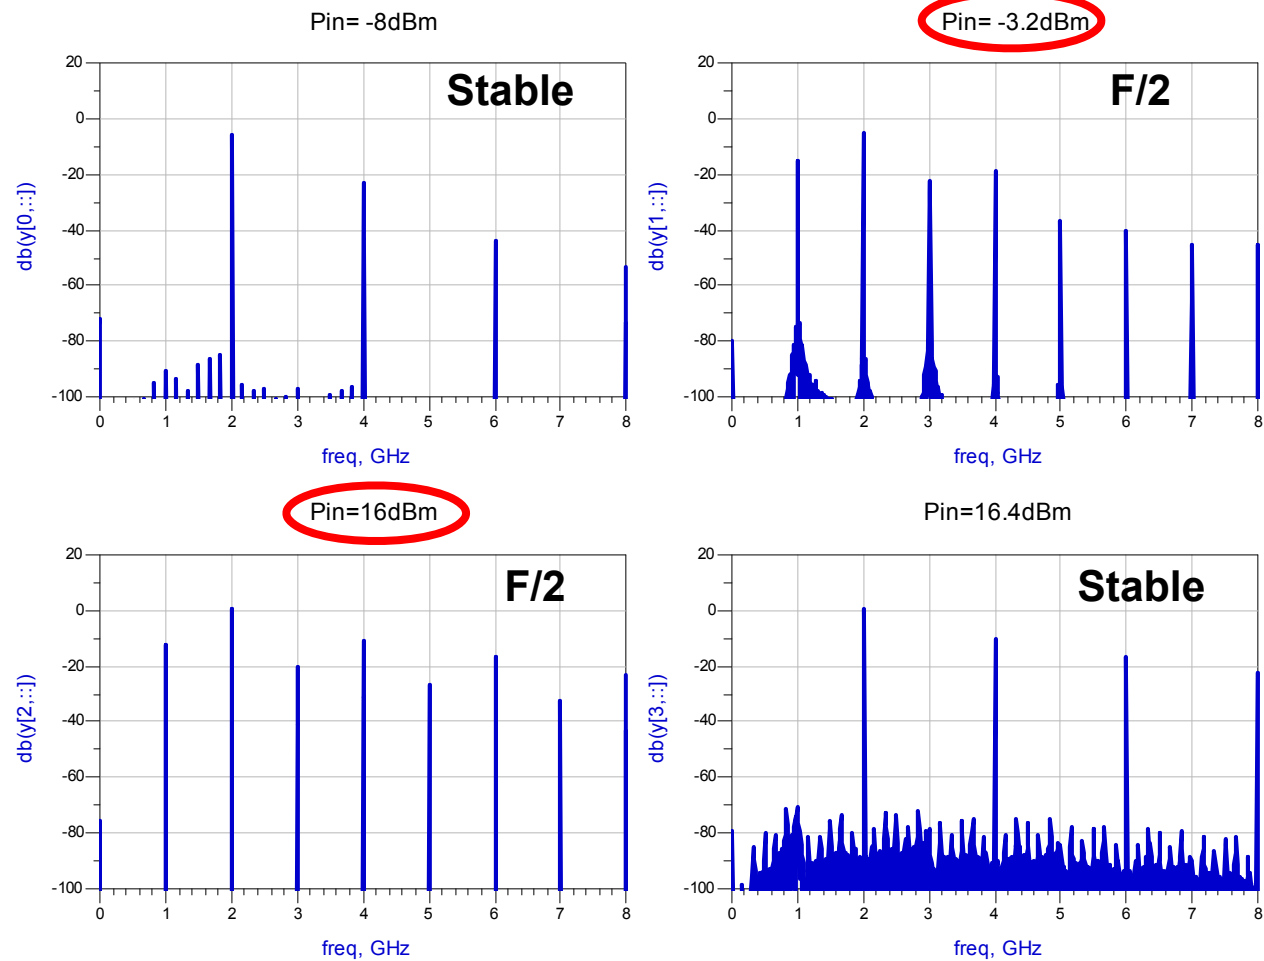 Pin= -8dBm
Stable
20
0
-20
-40
-60
-80
-100
db(y[0,::])
0 1 2 3 4 5 6 7 8
freq, GHz
Pin= -3.2dBm
F/2
20
0
-20
-40
-60
-80
-100
db(y[1,::])
0 1 2 3 4 5 6 7 8
freq, GHz
Pin=16dBm
F/2
20
0
-20
-40
-60
-80
-100
db(y[2,::])
0 1 2 3 4 5 6 7 8
freq, GHz
Pin=16.4dBm
Stable
20
0
-20
-40
-60
-80
-100
db(y[3,::])
0 1 2 3 4 5 6 7 8
freq, GHz